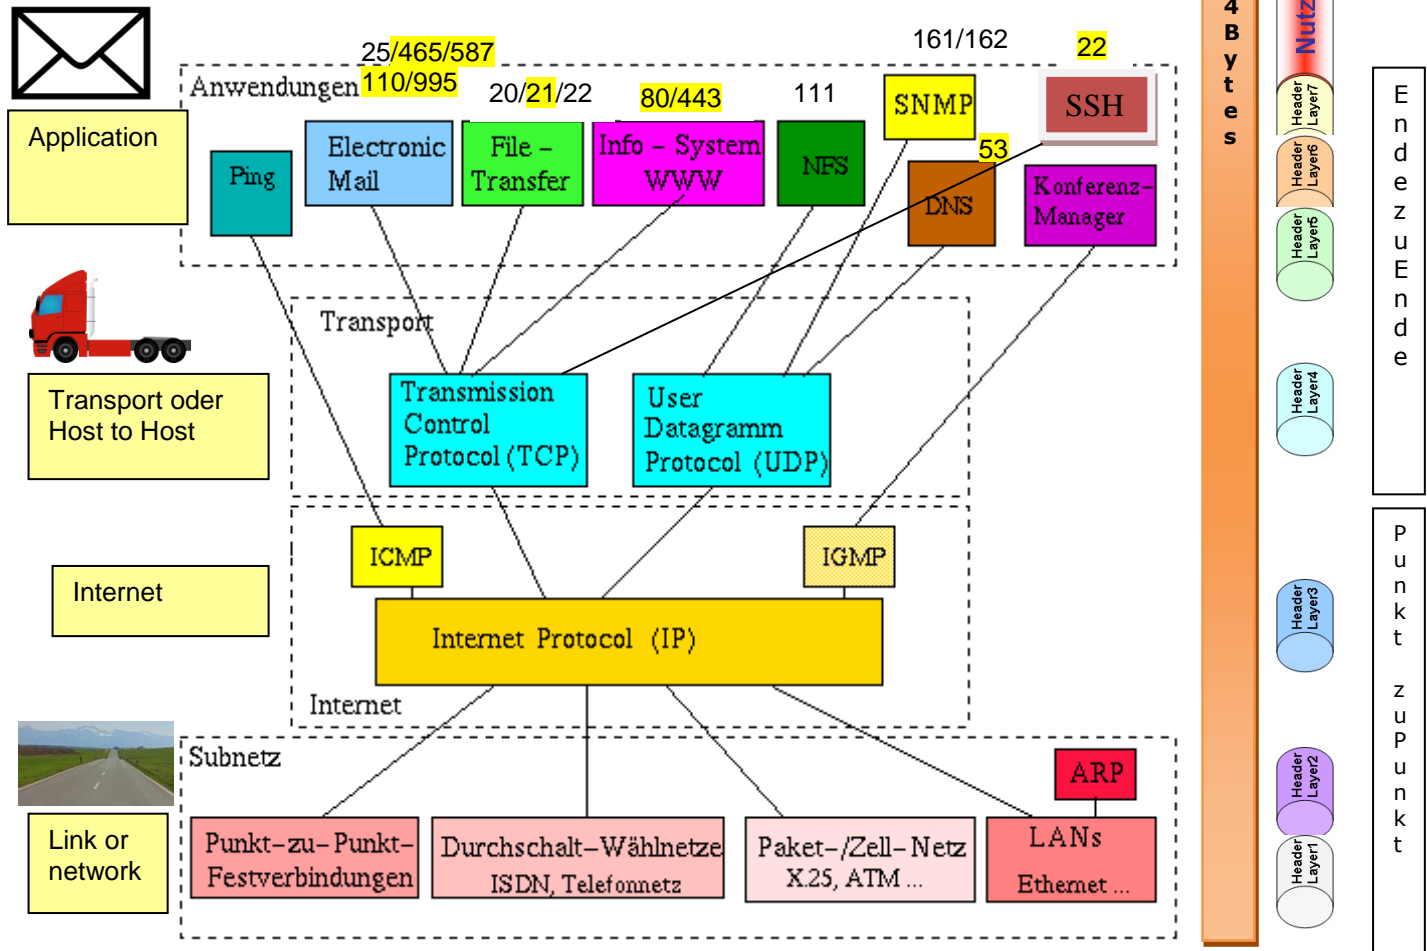 25/465/587
110/995
161/162
22
Anwendungen
20/21/22
80/443
111
SNMP
SSH
53
Application
Ping
Electronic
Mail
File –
Transfer
Info – System
WWW
NFS
DNS
Konferenz–
Manager
Transport
Transport oder
Host to Host
Transmission
Control
Protocol (TCP)
User
Datagramm
Protocol (UDP)
ICMP
IGMP
Internet
Internet Protocol (IP)
Internet
Subnetz
ARP
Link or
network
Punkt–zu–Punkt–
Festverbindungen
Durchschalt–Wählnetze
ISDN, Telefonnetz
Paket–/Zell–Netz
X.25, ATM ...
LANs
Ethernet ...
4Bytes
Nutz
Header
Layer7
Header
Layer6
Header
Layer5
Header
Layer4
Header
Layer3
Header
Layer2
Header
Layer1
EndezuEnde
Punkt zuPunkt